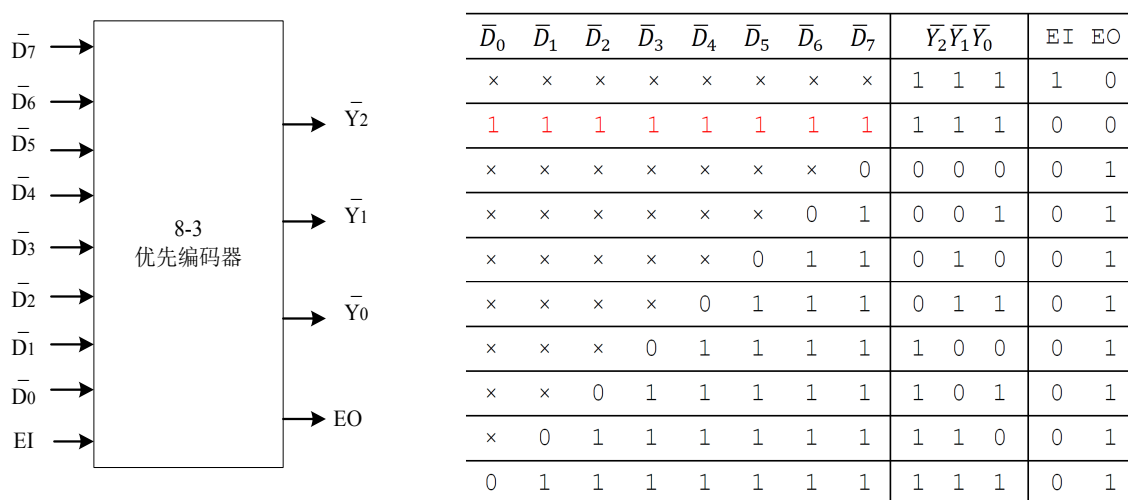 D̄7
D̄6
D̄5
D̄4
D̄3
D̄2
D̄1
D̄0
EI
8-3
优先编码器
Ȳ2
Ȳ1
Ȳ0
EO
D̄₀ D̄₁ D̄₂ D̄₃ D̄₄ D̄₅ D̄₆ D̄₇ Ȳ₂Ȳ₁Ȳ₀ EI EO
× × × × × × × × 1 1 1 1 0
1 1 1 1 1 1 1 1 1 1 1 0 0
× × × × × × × 0 0 0 0 0 1
× × × × × × 0 1 0 0 1 0 1
× × × × × 0 1 1 0 1 0 0 1
× × × × 0 1 1 1 0 1 1 0 1
× × × 0 1 1 1 1 1 0 0 0 1
× × 0 1 1 1 1 1 1 0 1 0 1
× 0 1 1 1 1 1 1 1 1 0 0 1
0 1 1 1 1 1 1 1 1 1 1 0 1